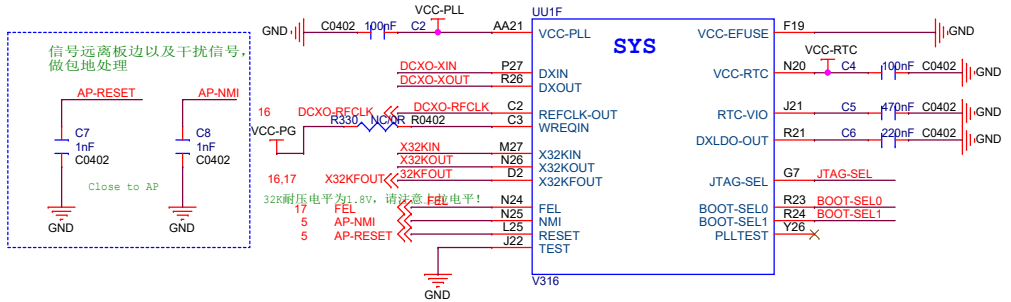 信号远离板边以及干扰信号,
做包地处理
AP-RESET
AP-NMI
C7
1nF
C0402
C8
1nF
C0402
Close to AP
GND
GND
UU1F
SYS
V316
GND
C0402
100nF
C2
VCC-PLL
AA21
VCC-PLL
DCXO-XIN
P27
DXIN
DCXO-XOUT
R26
DXOUT
16
DCXO-RFCLK
DCXO-RFCLK
C2
REFCLK-OUT
VCC-PG
R330
NC/0R
R0402
C3
WREQIN
X32KIN
M27
X32KIN
X32KOUT
N26
X32KOUT
16,17
X32KFOUT
32KFOUT
D2
X32KFOUT
32K耐压电平为1.8V，请注意上拉电平！
17
FEL
FEL
N24
FEL
5
AP-NMI
N25
NMI
5
AP-RESET
L25
RESET
J22
TEST
GND
VCC-EFUSE
F19
GND
VCC-RTC
VCC-RTC
N20
C4
100nF
C0402
GND
RTC-VIO
J21
C5
470nF
C0402
GND
DXLDO-OUT
R21
C6
220nF
C0402
GND
JTAG-SEL
G7
JTAG-SEL
BOOT-SEL0
R23
BOOT-SEL0
BOOT-SEL1
R24
BOOT-SEL1
PLLTEST
Y26